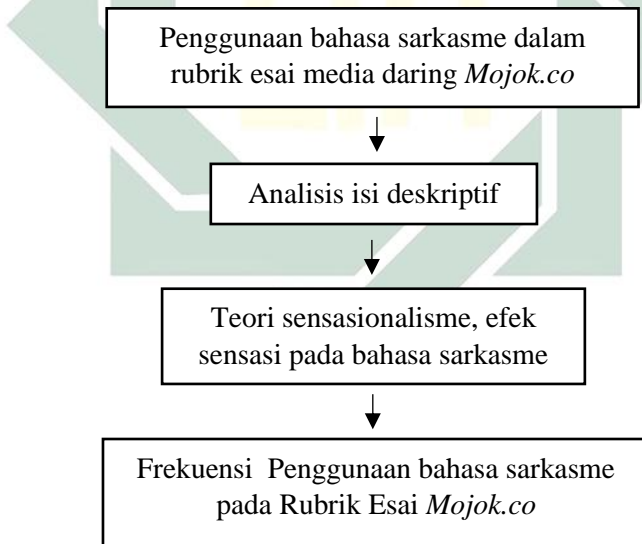 Penggunaan bahasa sarkasme dalam
rubrik esai media daring Mojok.co
Analisis isi deskriptif
Teori sensasionalisme, efek
sensasi pada bahasa sarkasme
Frekuensi Penggunaan bahasa sarkasme
pada Rubrik Esai Mojok.co